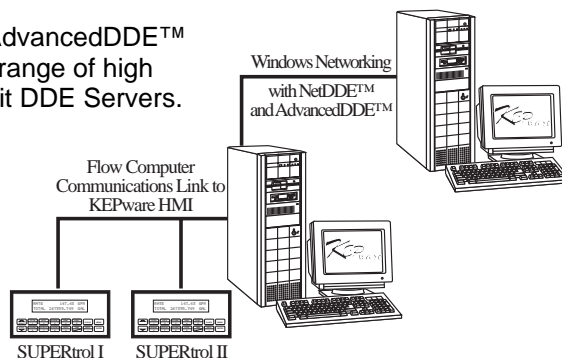 AdvancedDDE™
range of high
it DDE Servers.
Windows Networking
with NetDDE™
and AdvancedDDE™
Flow Computer
Communications Link to
KEPware HMI
SUPERtrol I
SUPERtrol II